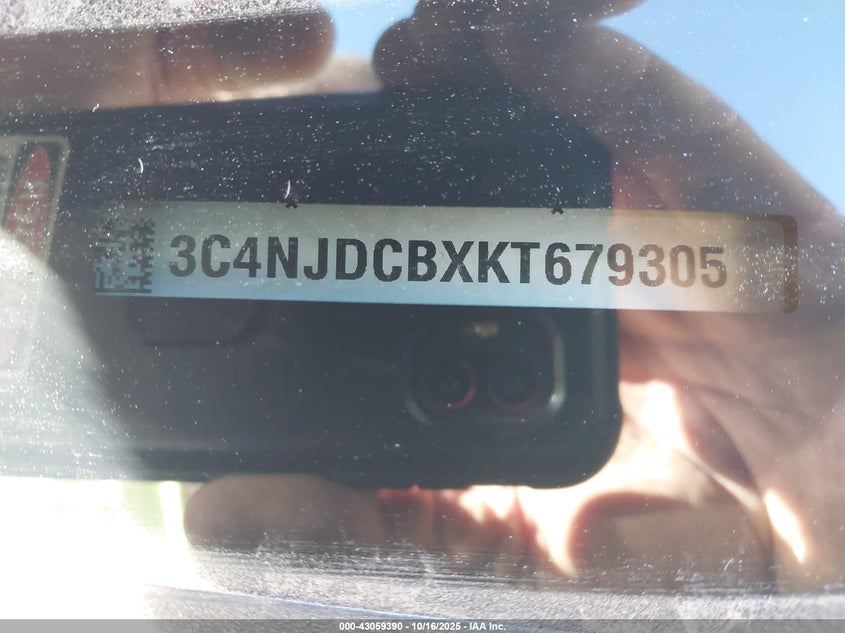 3C4NJDCBXKT679305
000-43059390 - 10/16/2025 - IAA Inc.